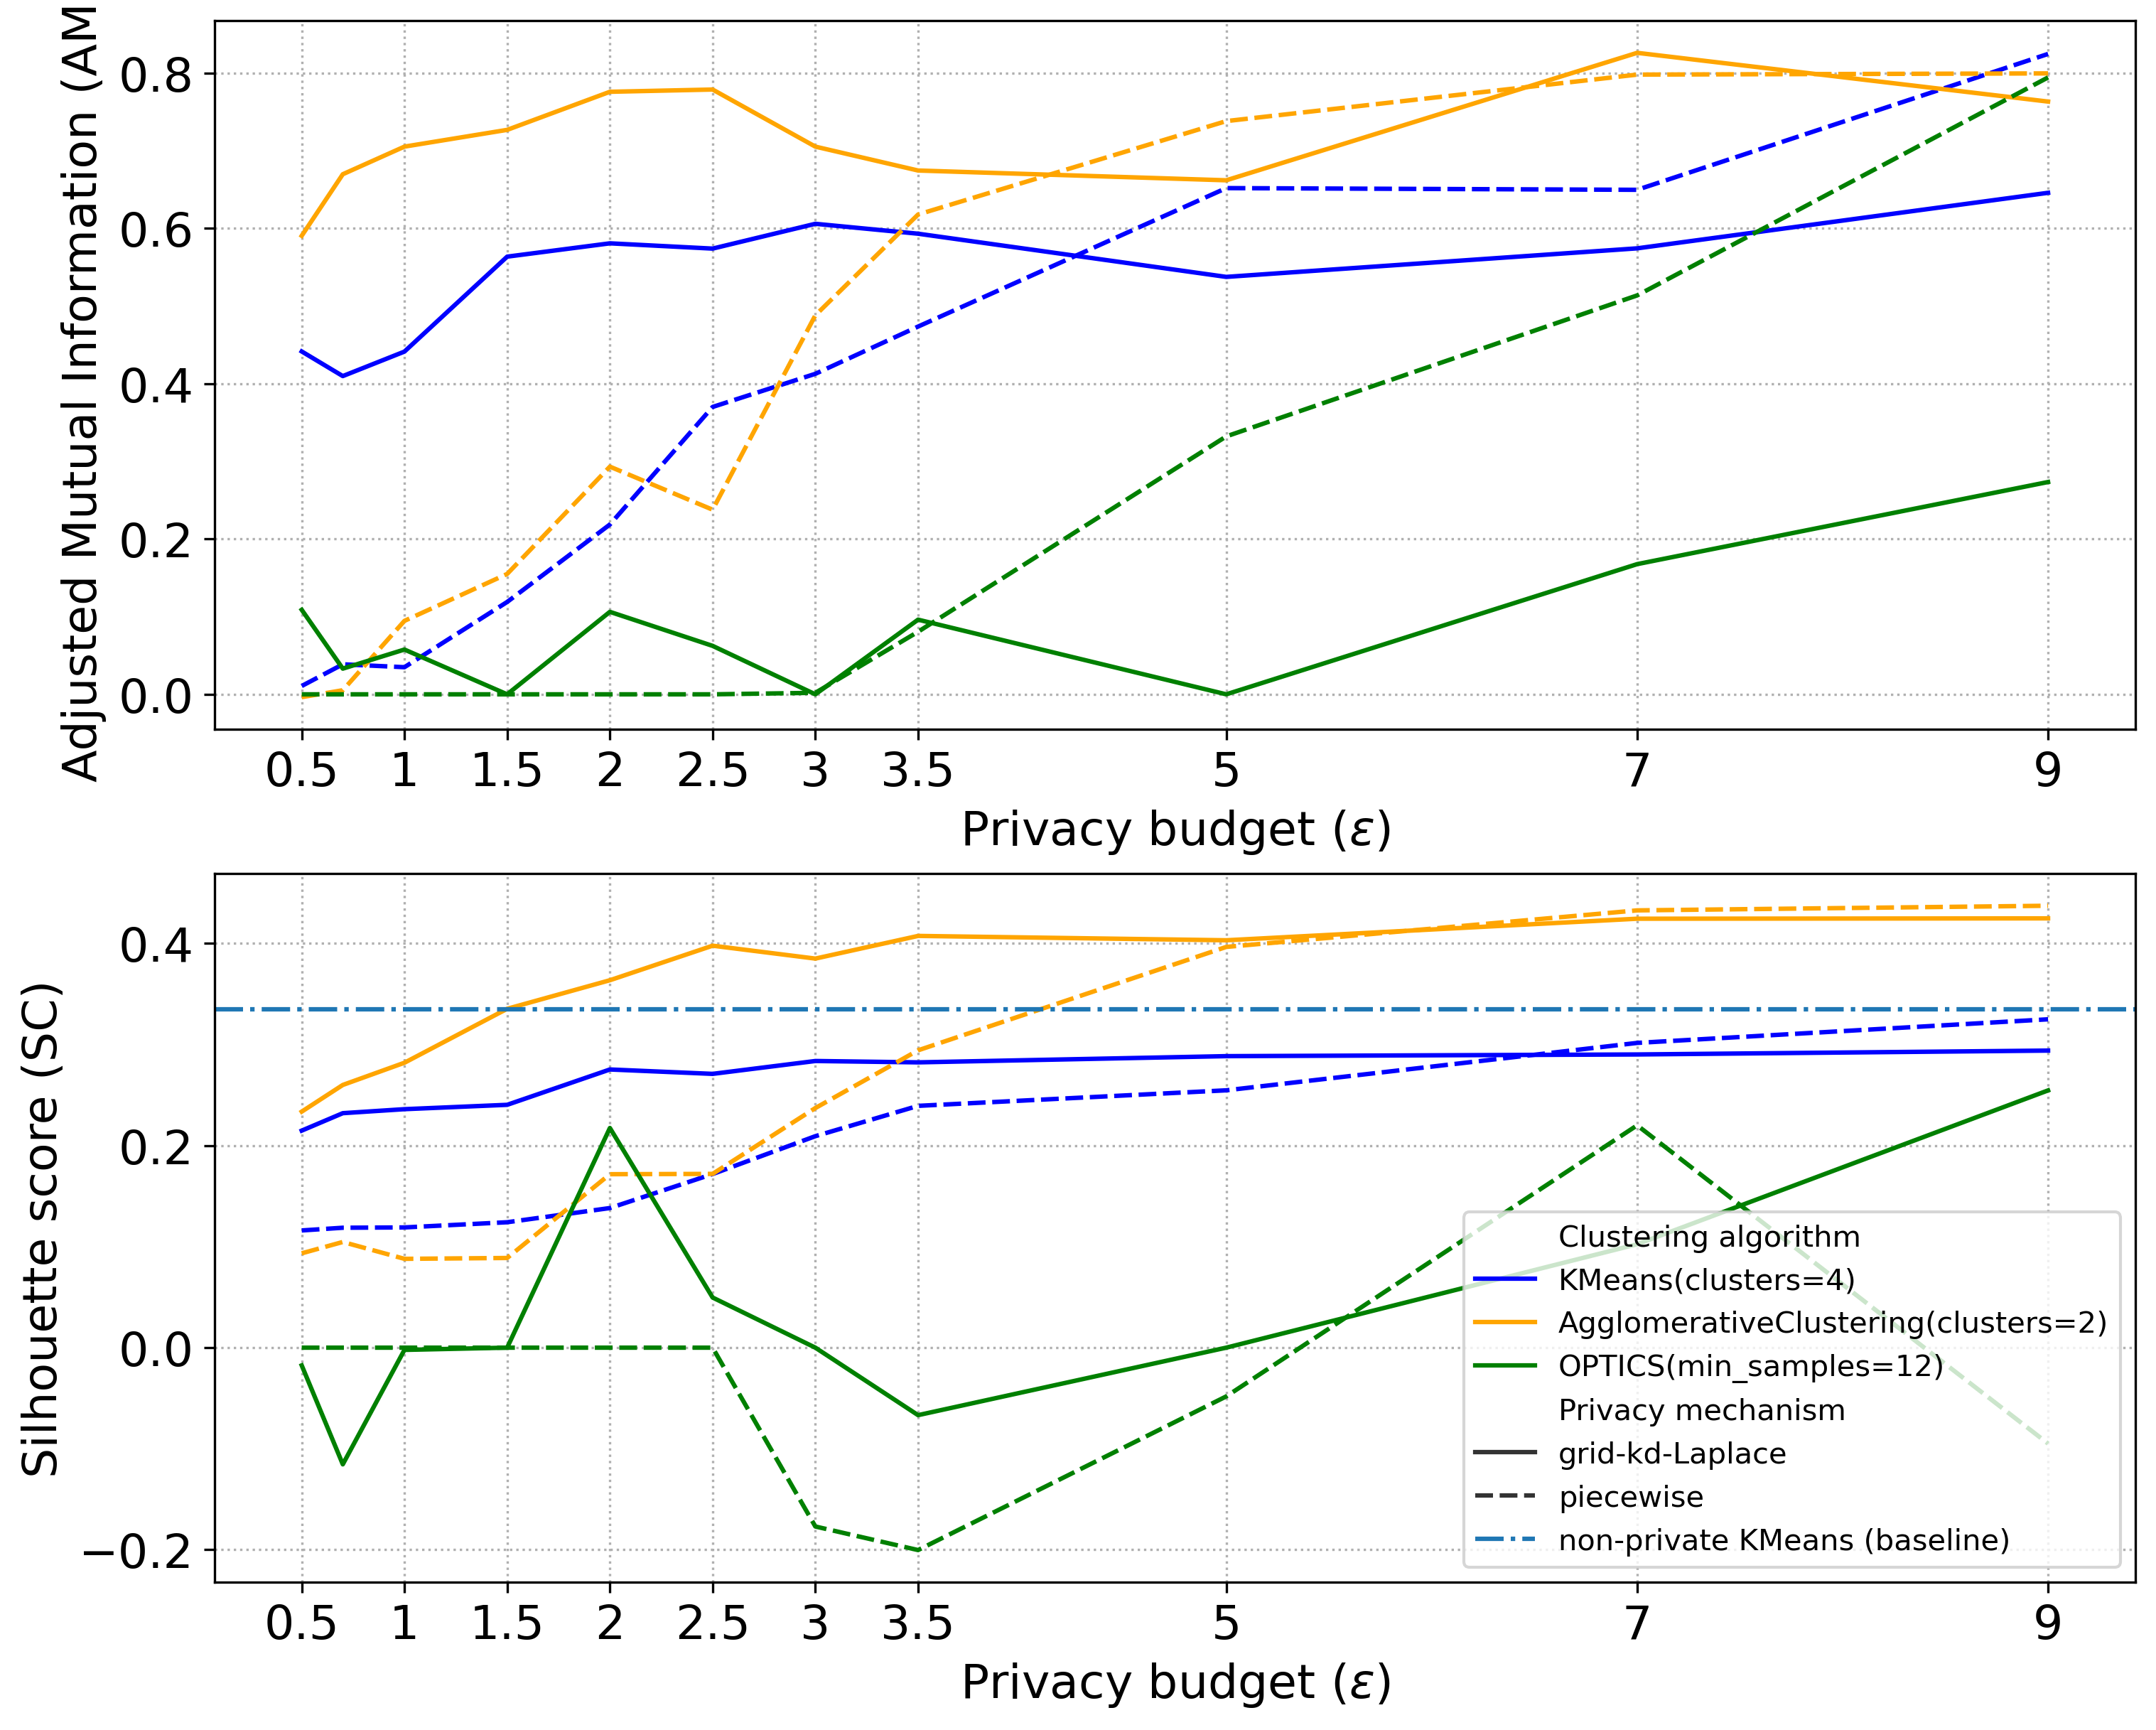 Adjusted Mutual Information (AM
0.8
0.6
0.4
0.2
0.0
0.5 1 1.5 2 2.5 3 3.5 5 7 9
Privacy budget (ε)
Silhouette score (SC)
0.4
0.2
0.0
−0.2
Clustering algorithm
KMeans(clusters=4)
AgglomerativeClustering(clusters=2)
OPTICS(min_samples=12)
Privacy mechanism
grid-kd-Laplace
piecewise
non-private KMeans (baseline)
0.5 1 1.5 2 2.5 3 3.5 5 7 9
Privacy budget (ε)